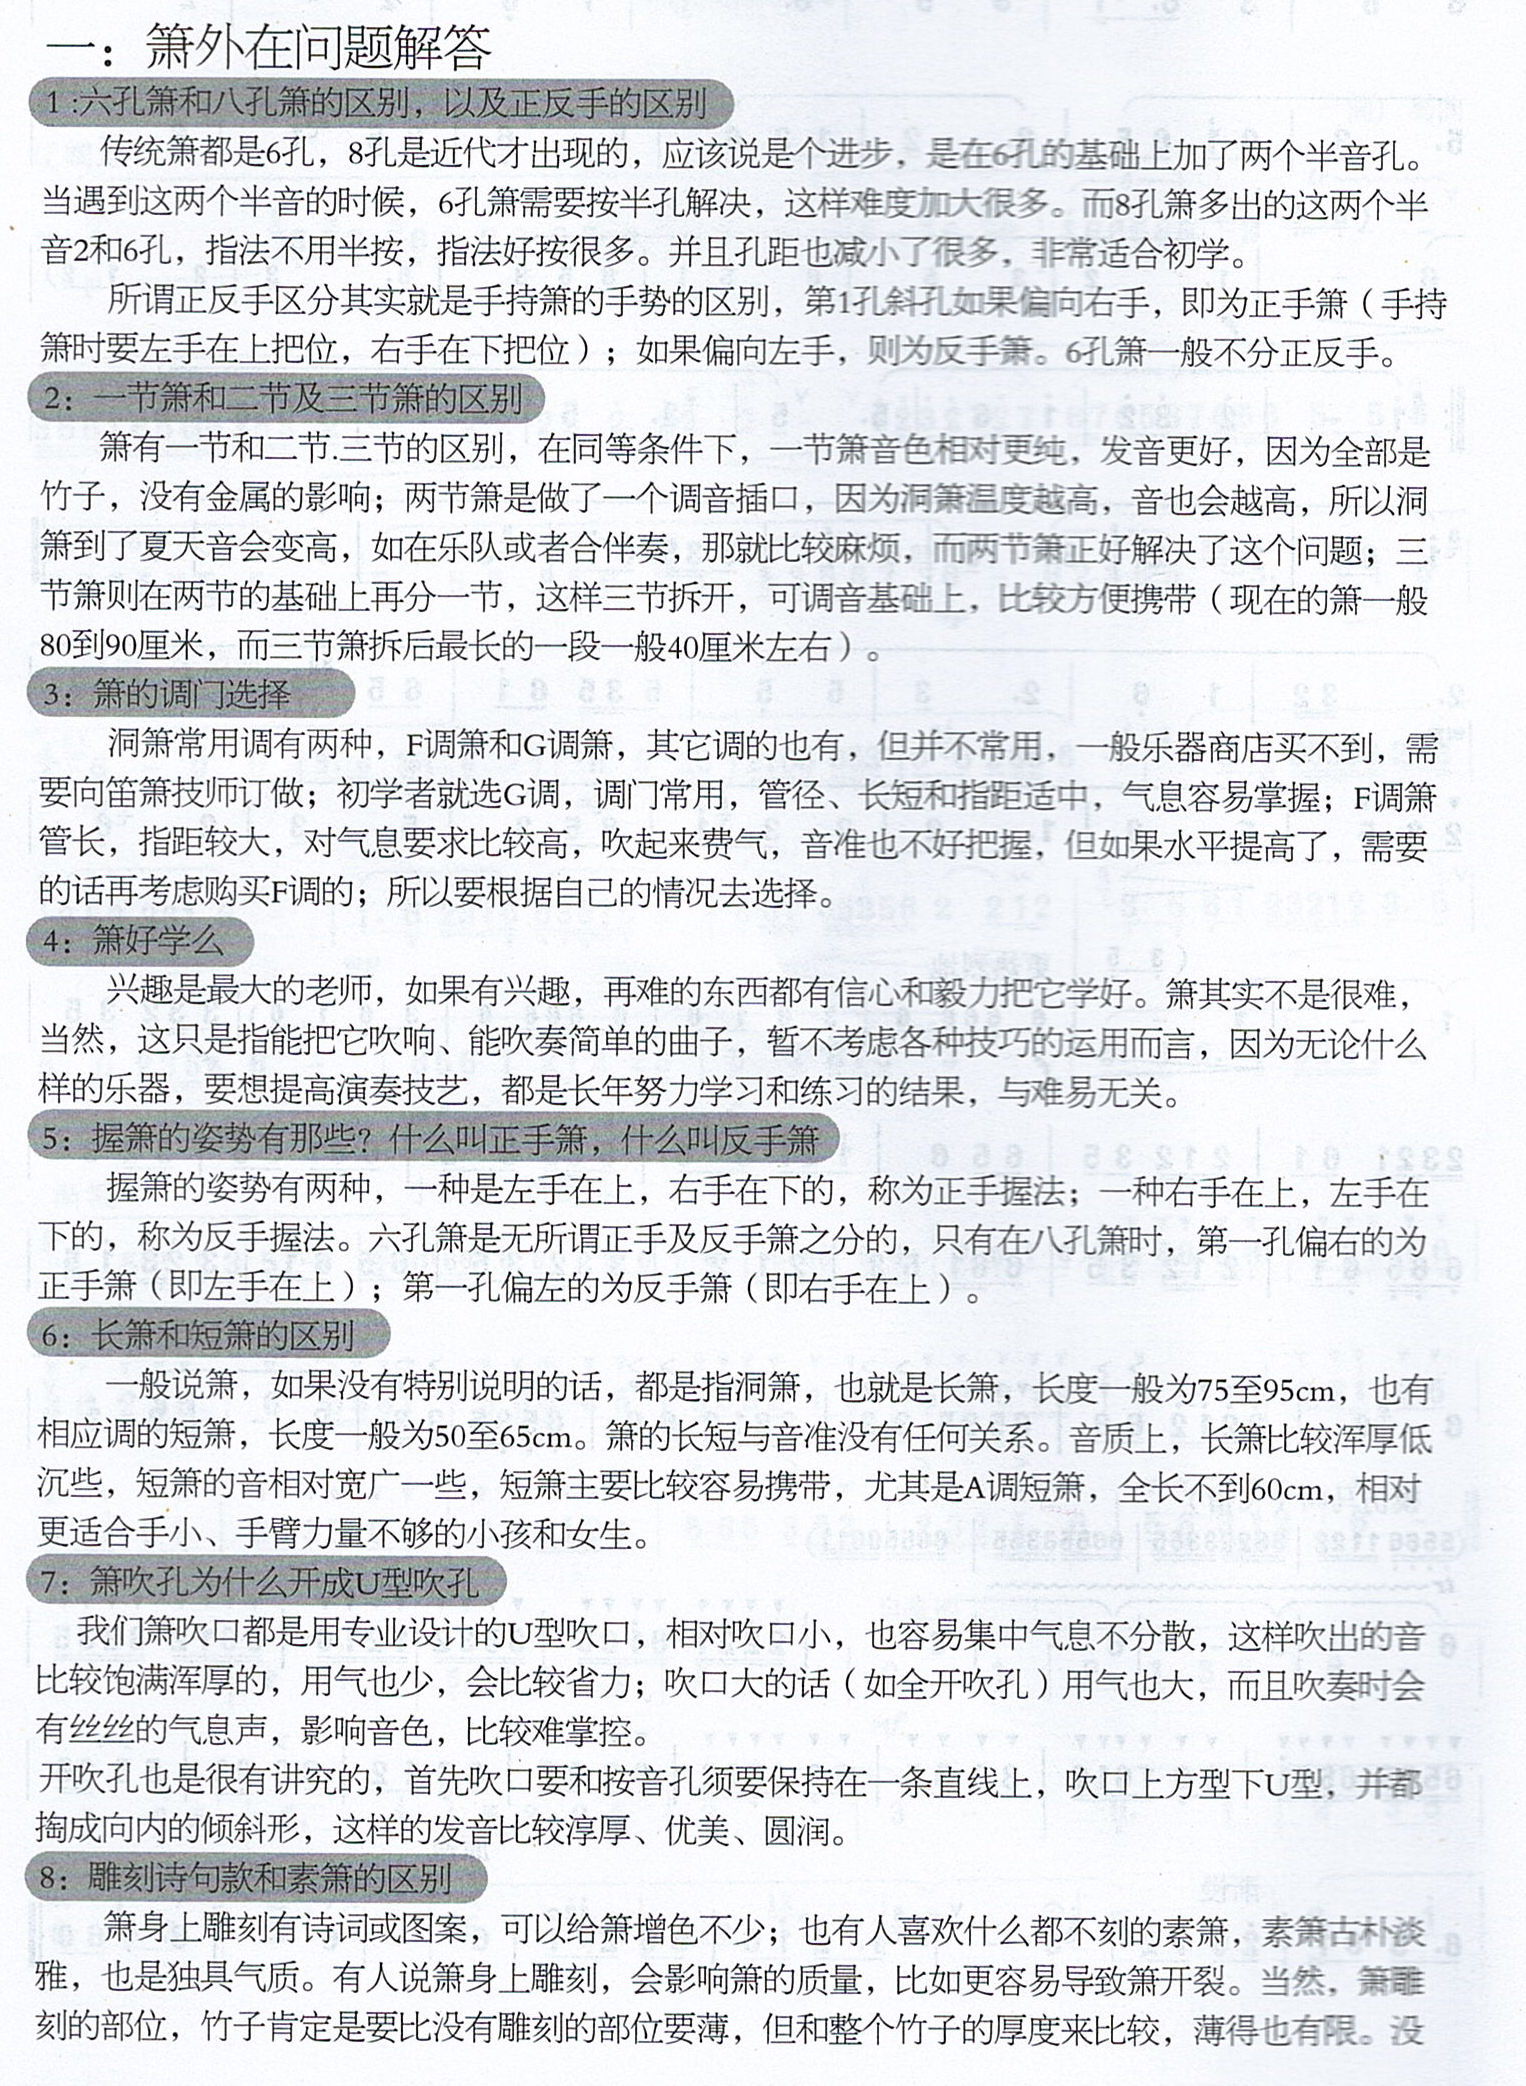 一：箫外在问题解答
1:六孔箫和八孔箫的区别，以及正反手的区别
传统箫都是6孔，8孔是近代才出现的，应该说是个进步，是在6孔的基础上加了两个半音孔。
当遇到这两个半音的时候，6孔箫需要按半孔解决，这样难度加大很多。而8孔箫多出的这两个半
音2和6孔，指法不用半按，指法好按很多。并且孔距也减小了很多，非常适合初学。
所谓正反手区分其实就是手持箫的手势的区别，第1孔斜孔如果偏向右手，即为正手箫（手持
箫时要左手在上把位，右手在下把位）；如果偏向左手，则为反手箫。6孔箫一般不分正反手。
2：一节箫和二节及三节箫的区别
箫有一节和二节.三节的区别，在同等条件下，一节箫音色相对更纯，发音更好，因为全部是
竹子，没有金属的影响；两节箫是做了一个调音插口，因为洞箫温度越高，音也会越高，所以洞
箫到了夏天音会变高，如在乐队或者合伴奏，那就比较麻烦，而两节箫正好解决了这个问题；三
节箫则在两节的基础上再分一节，这样三节拆开，可调音基础上，比较方便携带（现在的箫一般
80到90厘米，而三节箫拆后最长的一段一般40厘米左右）。
3：箫的调门选择
洞箫常用调有两种，F调箫和G调箫，其它调的也有，但并不常用，一般乐器商店买不到，需
要向笛箫技师订做；初学者就选G调，调门常用，管径、长短和指距适中，气息容易掌握；F调箫
管长，指距较大，对气息要求比较高，吹起来费气，音准也不好把握，但如果水平提高了，需要
的话再考虑购买F调的；所以要根据自己的情况去选择。
4：箫好学么
兴趣是最大的老师，如果有兴趣，再难的东西都有信心和毅力把它学好。箫其实不是很难，
当然，这只是指能把它吹响、能吹奏简单的曲子，暂不考虑各种技巧的运用而言，因为无论什么
样的乐器，要想提高演奏技艺，都是长年努力学习和练习的结果，与难易无关。
5：握箫的姿势有那些？什么叫正手箫，什么叫反手箫
握箫的姿势有两种，一种是左手在上，右手在下的，称为正手握法；一种右手在上，左手在
下的，称为反手握法。六孔箫是无所谓正手及反手箫之分的，只有在八孔箫时，第一孔偏右的为
正手箫（即左手在上）；第一孔偏左的为反手箫（即右手在上）。
6：长箫和短箫的区别
一般说箫，如果没有特别说明的话，都是指洞箫，也就是长箫，长度一般为75至95cm，也有
相应调的短箫，长度一般为50至65cm。箫的长短与音准没有任何关系。音质上，长箫比较浑厚低
沉些，短箫的音相对宽广一些，短箫主要比较容易携带，尤其是A调短箫，全长不到60cm，相对
更适合手小、手臂力量不够的小孩和女生。
7：箫吹孔为什么开成U型吹孔
我们箫吹口都是用专业设计的U型吹口，相对吹口小，也容易集中气息不分散，这样吹出的音
比较饱满浑厚的，用气也少，会比较省力；吹口大的话（如全开吹孔）用气也大，而且吹奏时会
有丝丝的气息声，影响音色，比较难掌控。
开吹孔也是很有讲究的，首先吹口要和按音孔须要保持在一条直线上，吹口上方型下U型，并都
掏成向内的倾斜形，这样的发音比较淳厚、优美、圆润。
8：雕刻诗句款和素箫的区别
箫身上雕刻有诗词或图案，可以给箫增色不少；也有人喜欢什么都不刻的素箫，素箫古朴淡
雅，也是独具气质。有人说箫身上雕刻，会影响箫的质量，比如更容易导致箫开裂。当然，箫雕
刻的部位，竹子肯定是要比没有雕刻的部位要薄，但和整个竹子的厚度来比较，薄得也有限。没